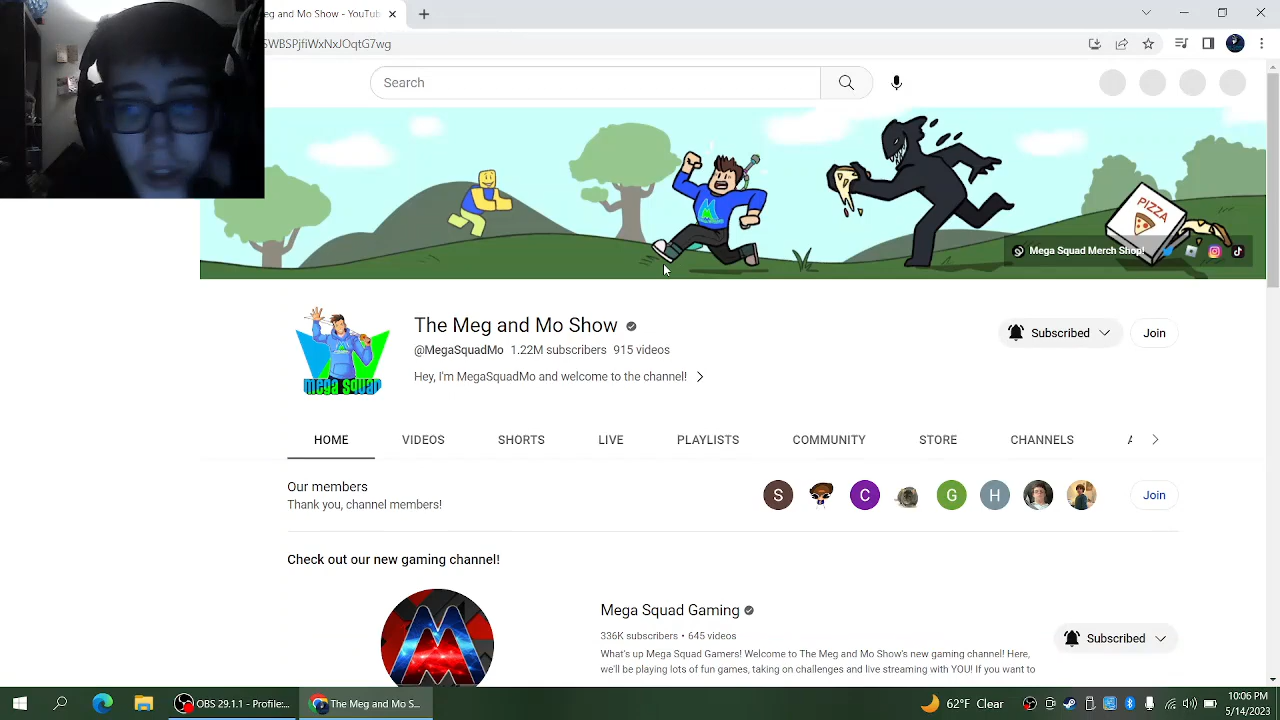 eg and Mo Show - YouTub
SWBSPjfiWxNxJOqtG7wg
Search
PIZZA
Mega Squad Merch Shop!
mega squad
The Meg and Mo Show
@MegaSquadMo 1.22M subscribers 915 videos
Hey, I'm MegaSquadMo and welcome to the channel!
Subscribed
Join
HOME VIDEOS SHORTS LIVE PLAYLISTS COMMUNITY STORE CHANNELS
Our members
Thank you, channel members!
S C G H
Join
Check out our new gaming channel!
Mega Squad Gaming
336K subscribers • 645 videos
What's up Mega Squad Gamers! Welcome to The Meg and Mo Show's new gaming channel! Here,
we'll be playing lots of fun games, taking on challenges and live streaming with YOU! If you want to
Subscribed
OBS 29.1.1 - Profile:...
The Meg and Mo S...
62°F Clear
10:06 PM
5/14/2023